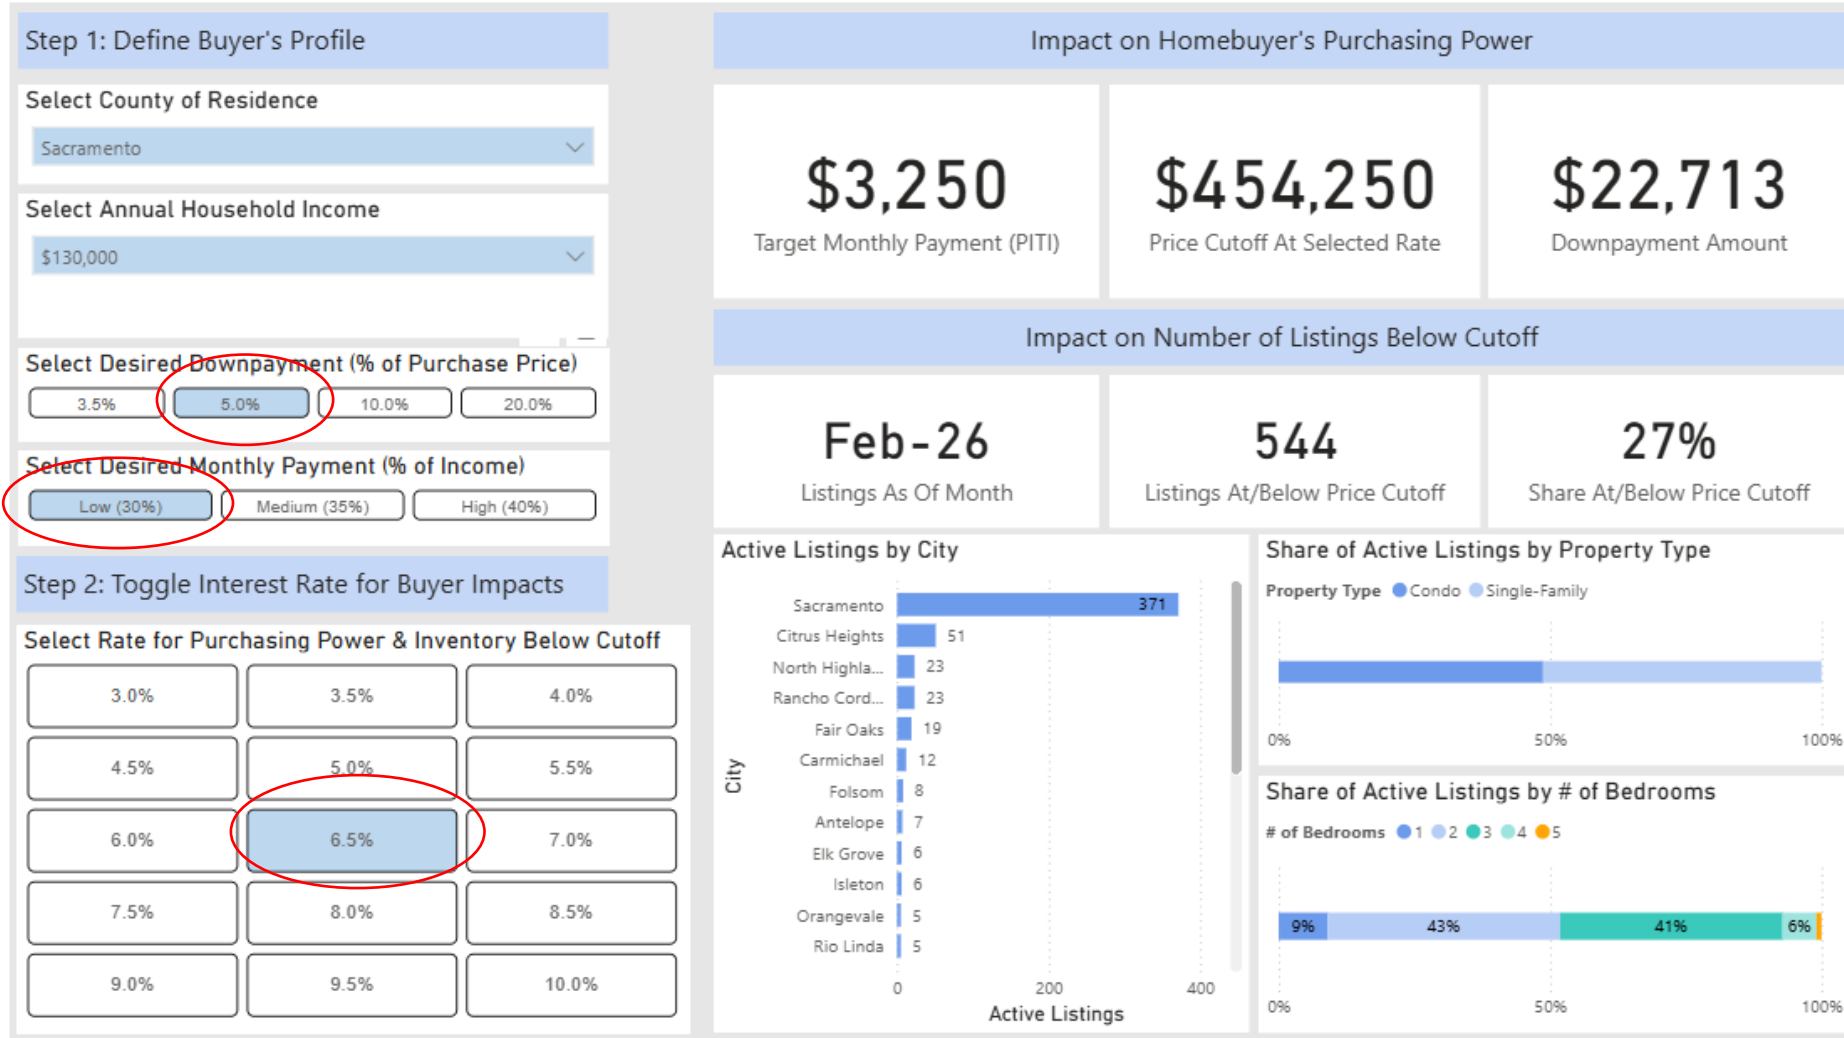 Step 1: Define Buyer's Profile
Select County of Residence
Sacramento
Select Annual Household Income
$130,000
Select Desired Downpayment (% of Purchase Price)
3.5% 5.0% 10.0% 20.0%
Select Desired Monthly Payment (% of Income)
Low (30%) Medium (35%) High (40%)
Step 2: Toggle Interest Rate for Buyer Impacts
Select Rate for Purchasing Power & Inventory Below Cutoff
3.0% 3.5% 4.0%
4.5% 5.0% 5.5%
6.0% 6.5% 7.0%
7.5% 8.0% 8.5%
9.0% 9.5% 10.0%
Impact on Homebuyer's Purchasing Power
$3,250 $454,250 $22,713
Target Monthly Payment (PITI) Price Cutoff At Selected Rate Downpayment Amount
Impact on Number of Listings Below Cutoff
Feb-26 544 27%
Listings As Of Month Listings At/Below Price Cutoff Share At/Below Price Cutoff
Active Listings by City
City
Sacramento 371
Citrus Heights 51
North Highla... 23
Rancho Cord... 23
Fair Oaks 19
Carmichael 12
Folsom 8
Antelope 7
Elk Grove 6
Isleton 6
Orangevale 5
Rio Linda 5
0 200 400
Active Listings
Share of Active Listings by Property Type
Property Type Condo Single-Family
0% 50% 100%
Share of Active Listings by # of Bedrooms
# of Bedrooms 1 2 3 4 5
9% 43% 41% 6%
0% 50% 100%